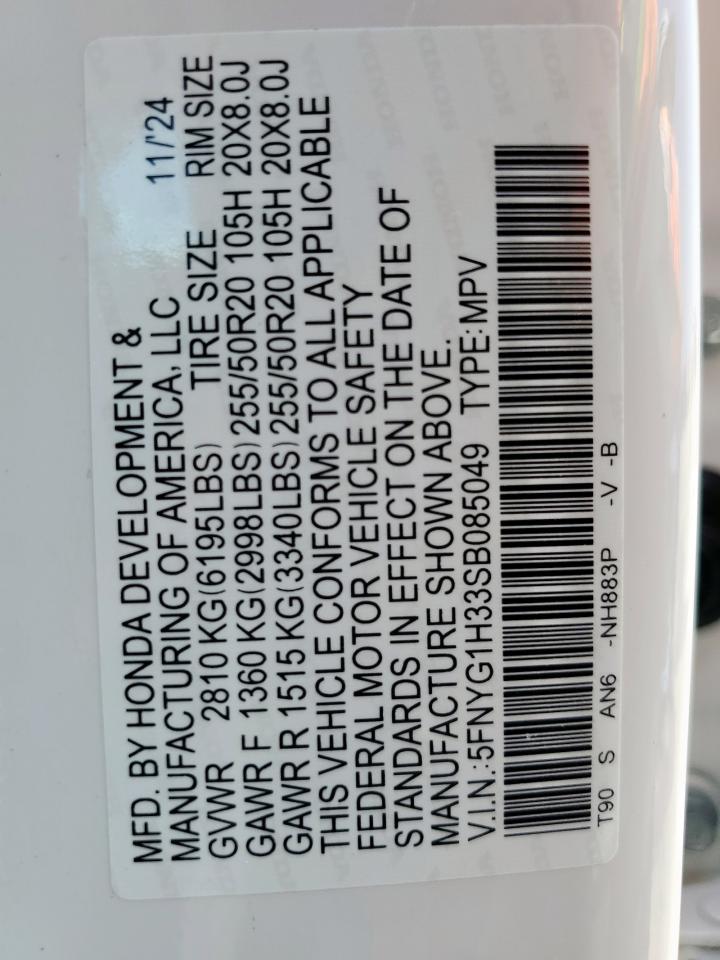 MFD. BY HONDA DEVELOPMENT &
MANUFACTURING OF AMERICA, LLC 11/'24
GVWR 2810 KG(6195LBS) TIRE SIZE RIM SIZE
GAWR F 1360 KG(2998LBS) 255/50R20 105H 20X8.0J
GAWR R 1515 KG(3340LBS) 255/50R20 105H 20X8.0J
THIS VEHICLE CONFORMS TO ALL APPLICABLE
FEDERAL MOTOR VEHICLE SAFETY
STANDARDS IN EFFECT ON THE DATE OF
MANUFACTURE SHOWN ABOVE.
V.I.N.:5FNYG1H33SB085049 TYPE:MPV
T90 S AN6 -NH883P -V -B